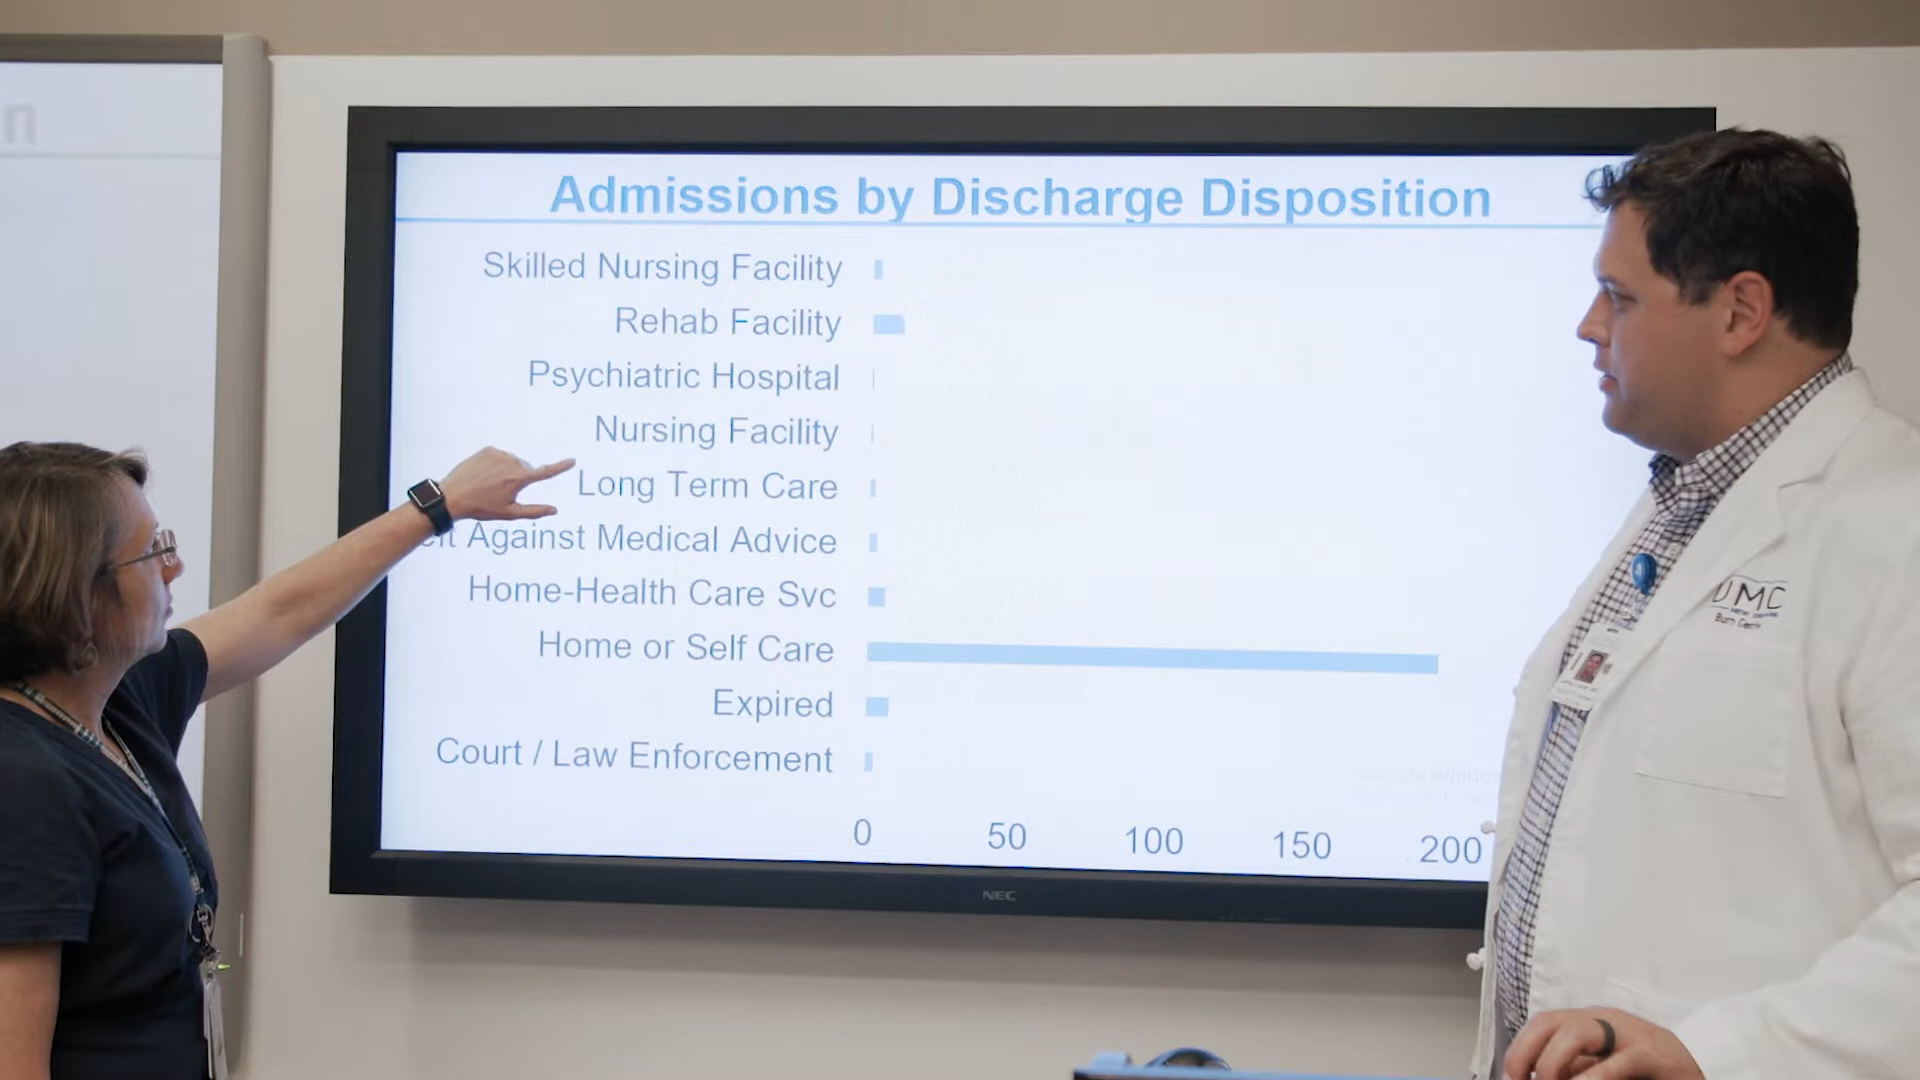 n
Admissions by Discharge Disposition
Skilled Nursing Facility
Rehab Facility
Psychiatric Hospital
Nursing Facility
Long Term Care
Against Medical Advice
Home-Health Care Svc
Home or Self Care
Expired
Court / Law Enforcement
0 50 100 150 200
NEC
UMC
Burn Center